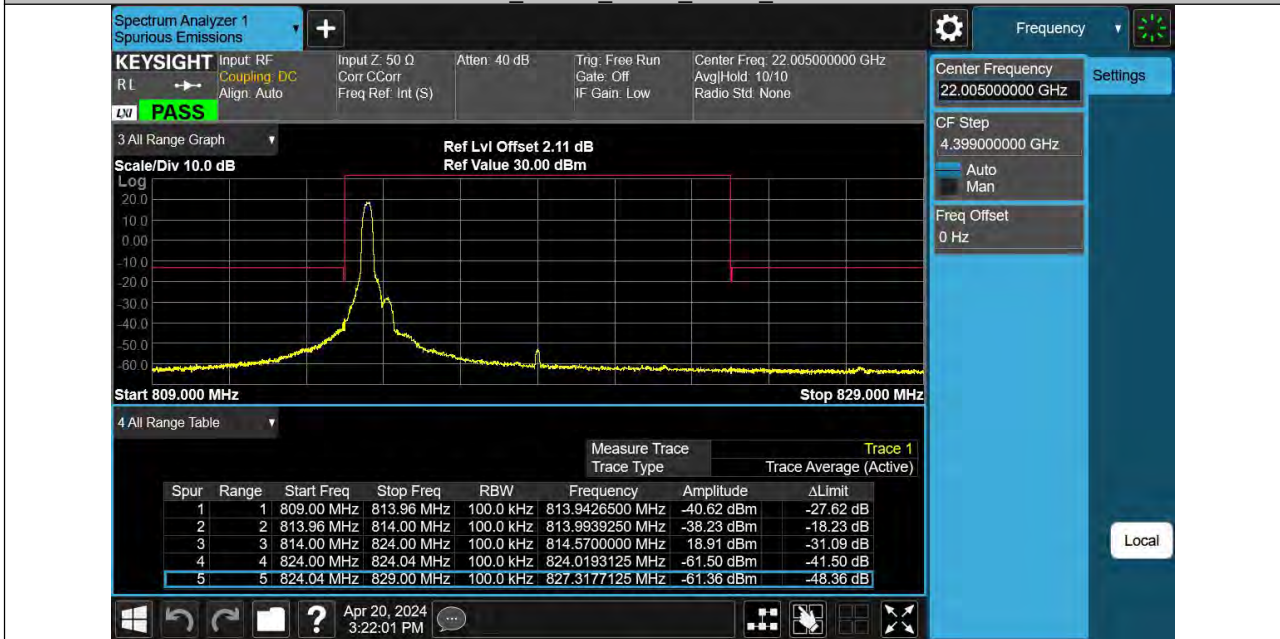 Spectrum Analyzer 1
Spurious Emissions
Frequency
KEYSIGHT
RL
LXI
PASS
Input: RF
Coupling: DC
Align: Auto
Input Z: 50 Ω
Corr CCorr
Freq Ref: Int (S)
Atten: 40 dB
Trig: Free Run
Gate: Off
IF Gain: Low
Center Freq: 22.005000000 GHz
Avg|Hold: 10/10
Radio Std: None
Center Frequency
22.005000000 GHz
Settings
CF Step
4.399000000 GHz
Auto
Man
Freq Offset
0 Hz
3 All Range Graph
Scale/Div 10.0 dB
Ref Lvl Offset 2.11 dB
Ref Value 30.00 dBm
Log
20.0
10.0
0.00
-10.0
-20.0
-30.0
-40.0
-50.0
-60.0
Start 809.000 MHz
Stop 829.000 MHz
4 All Range Table
Measure Trace Trace 1
Trace Type Trace Average (Active)
Spur Range Start Freq Stop Freq RBW Frequency Amplitude ΔLimit
1 1 809.00 MHz 813.96 MHz 100.0 kHz 813.9426500 MHz -40.62 dBm -27.62 dB
2 2 813.96 MHz 814.00 MHz 100.0 kHz 813.9939250 MHz -38.23 dBm -18.23 dB
3 3 814.00 MHz 824.00 MHz 100.0 kHz 814.5700000 MHz 18.91 dBm -31.09 dB
4 4 824.00 MHz 824.04 MHz 100.0 kHz 824.0193125 MHz -61.50 dBm -41.50 dB
5 5 824.04 MHz 829.00 MHz 100.0 kHz 827.3177125 MHz -61.36 dBm -48.36 dB
Local
Apr 20, 2024
3:22:01 PM